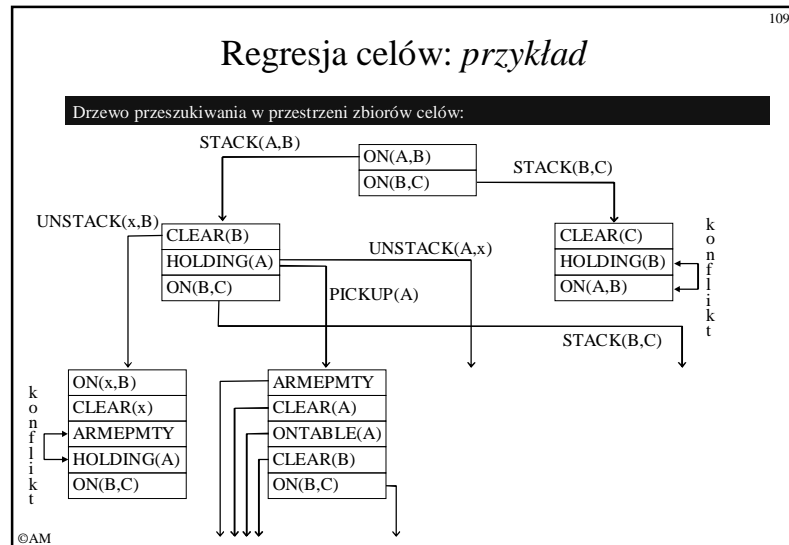 109
Regresja celów: przykład
Drzewo przeszukiwania w przestrzeni zbiorów celów:
STACK(A,B)
ON(A,B)
ON(B,C)
STACK(B,C)
UNSTACK(x,B)
CLEAR(B)
HOLDING(A)
ON(B,C)
UNSTACK(A,x)
PICKUP(A)
CLEAR(C)
HOLDING(B)
ON(A,B)
konflikt
STACK(B,C)
konflikt
ON(x,B)
CLEAR(x)
ARMEPMTY
HOLDING(A)
ON(B,C)
ARMEPMTY
CLEAR(A)
ONTABLE(A)
CLEAR(B)
ON(B,C)
©AM